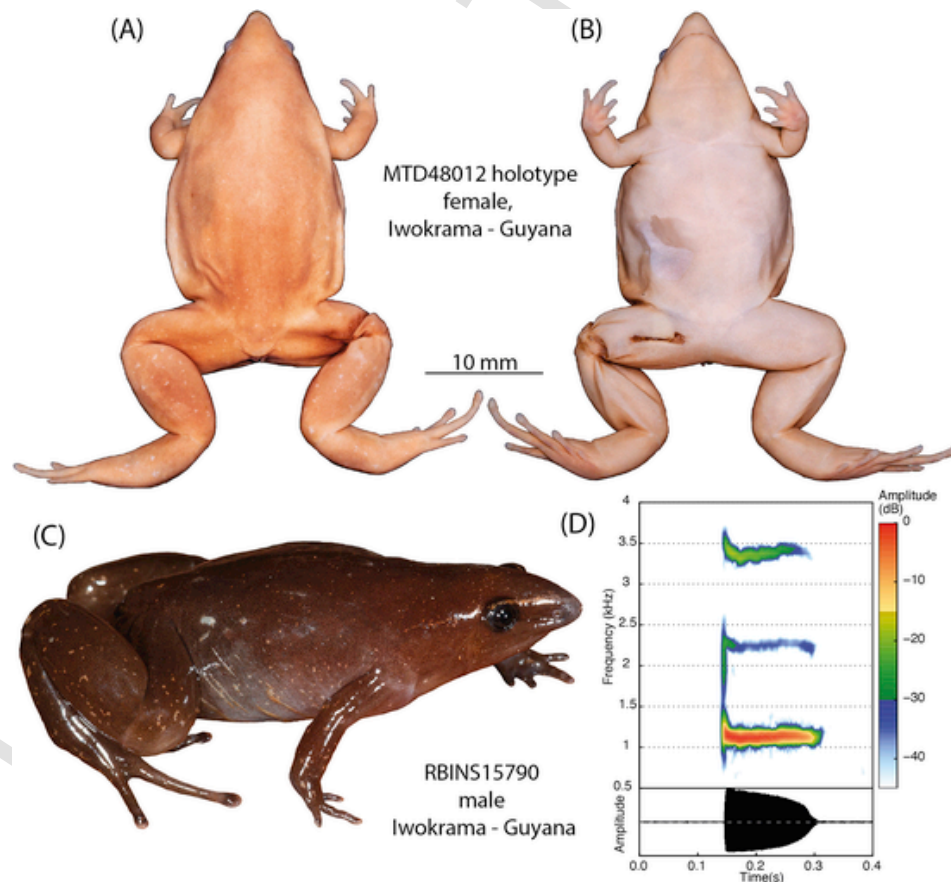 (A)
(B)
MTD48012 holotype
female,
Iwokrama - Guyana
10 mm
(C)
RBINS15790
male
Iwokrama - Guyana
(D)
Amplitude
(dB)
4
3.5
3
2.5
2
1.5
1
0.5
Frequency (kHz)
0
−10
−20
−30
−40
Amplitude
0.0 0.1 0.2 0.3 0.4
Time(s)